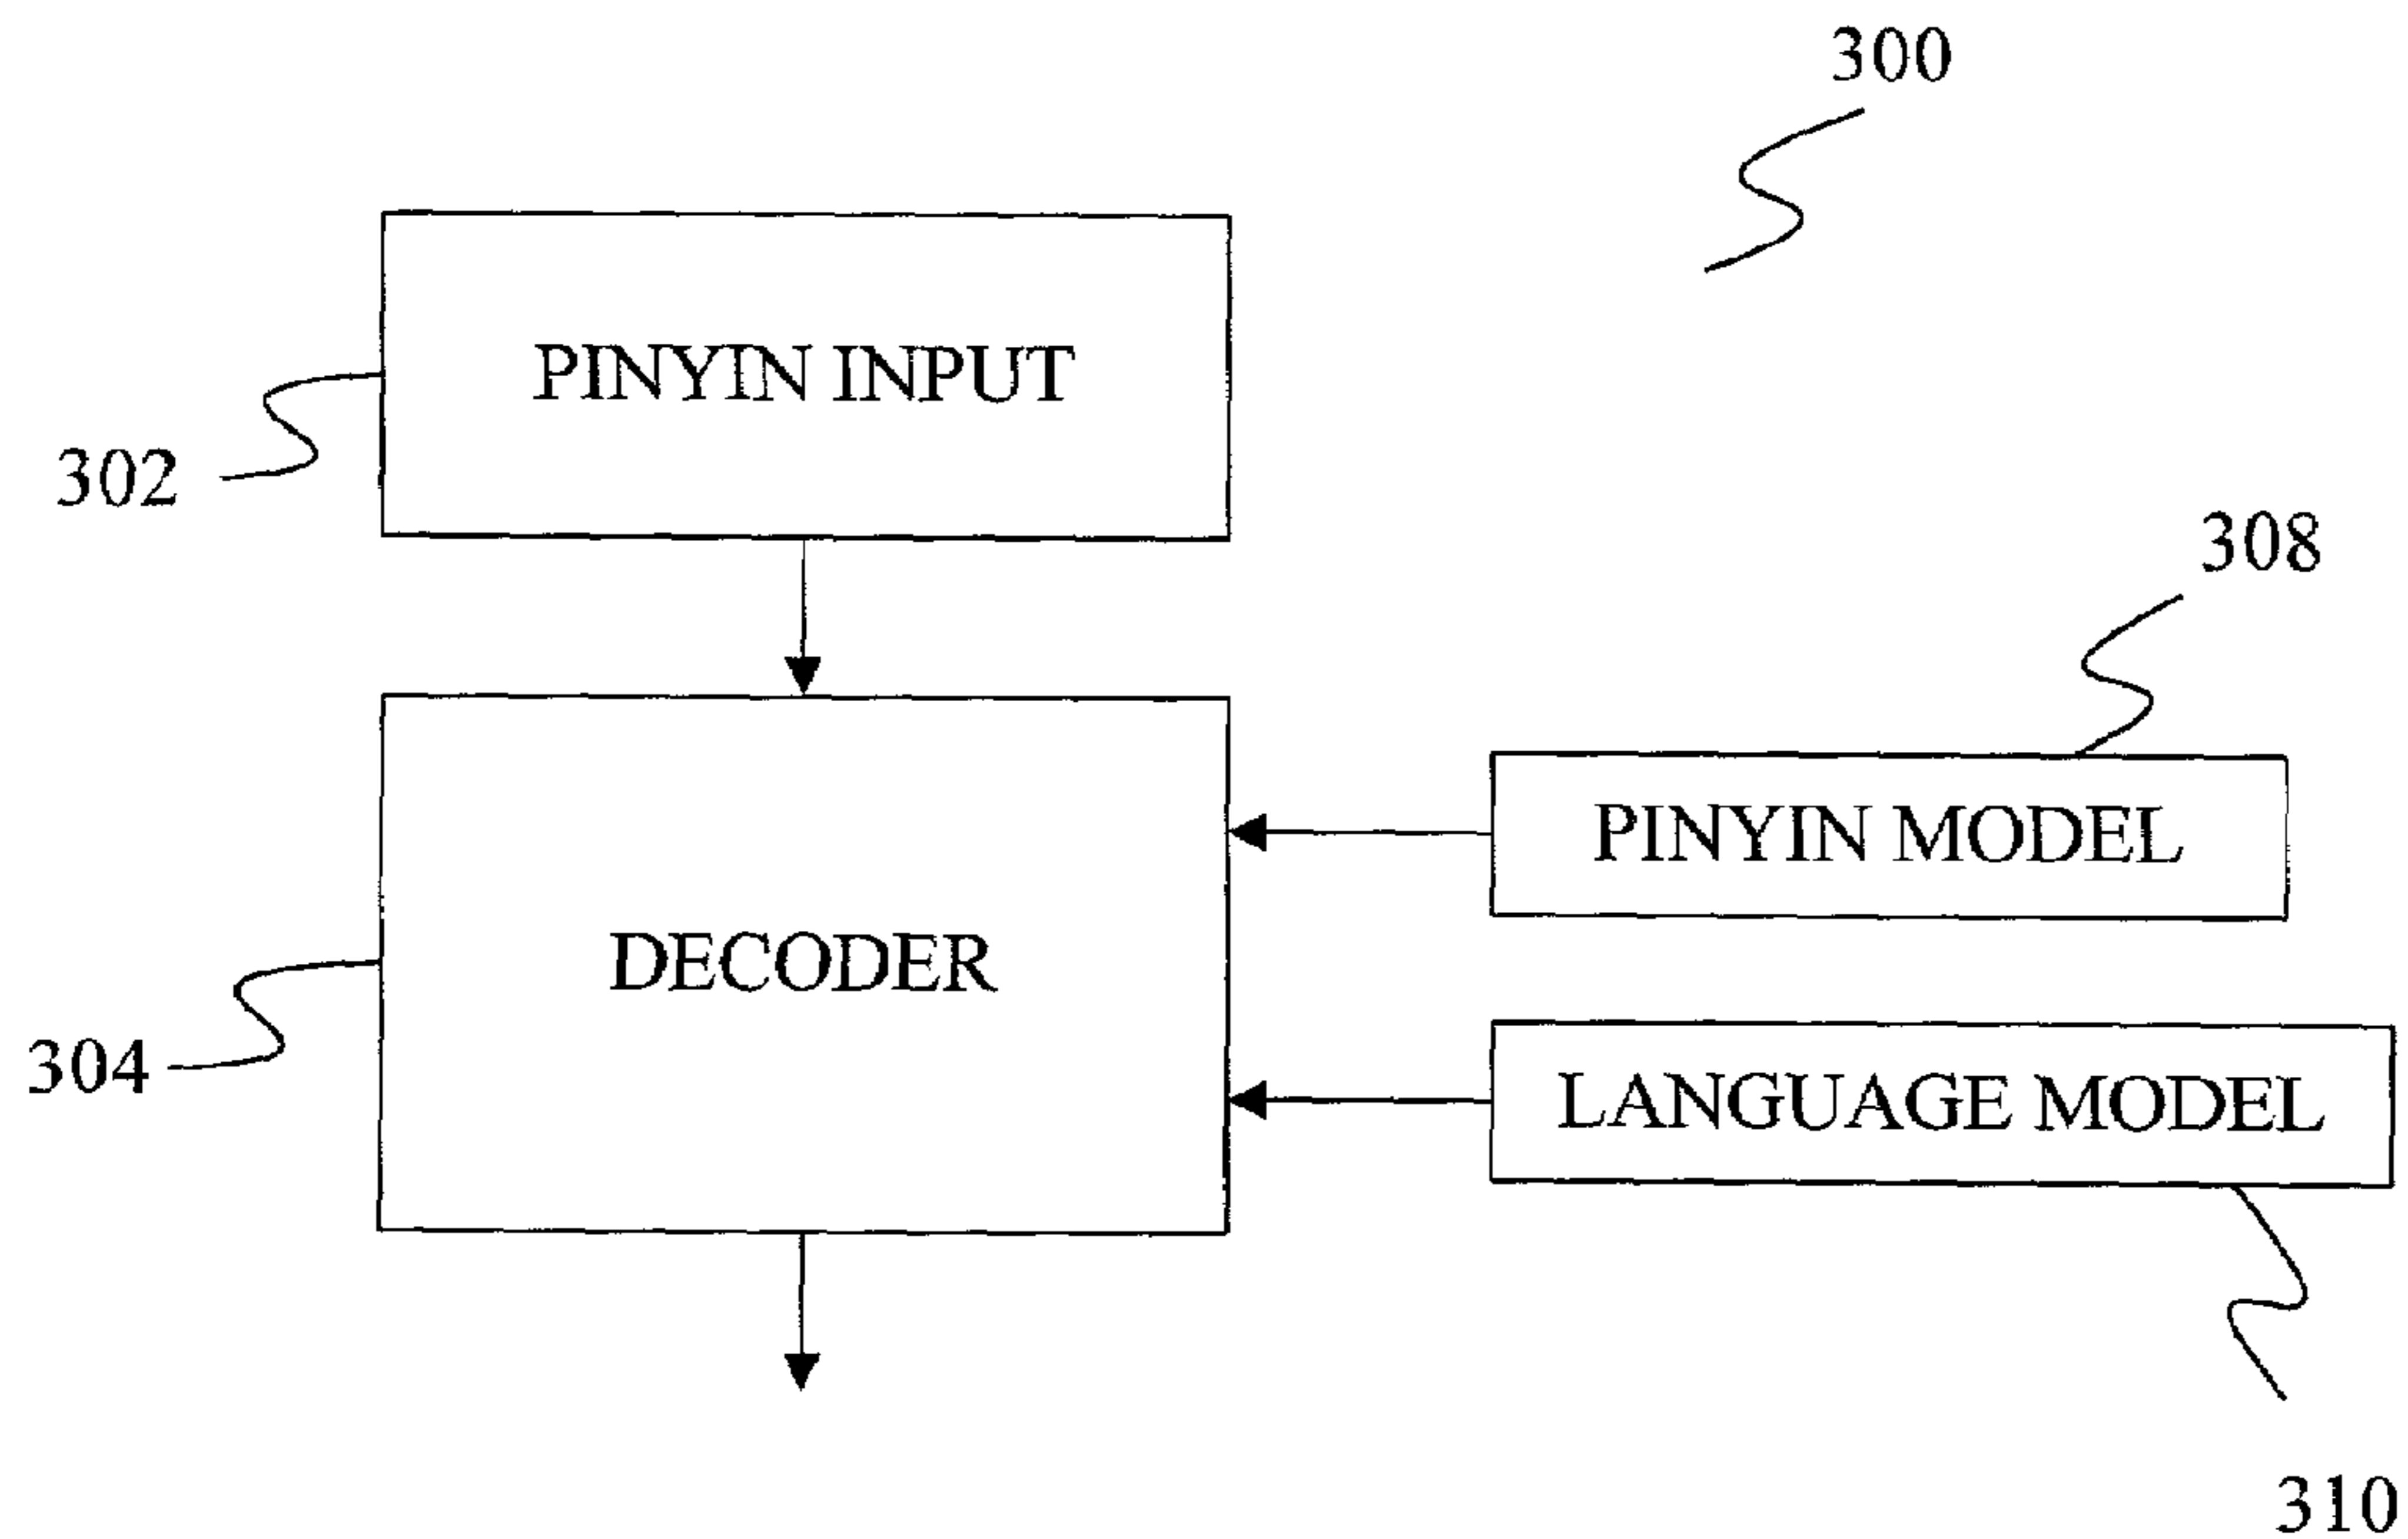 300
PINYIN INPUT
302
308
PINYIN MODEL
DECODER
304
LANGUAGE MODEL
310